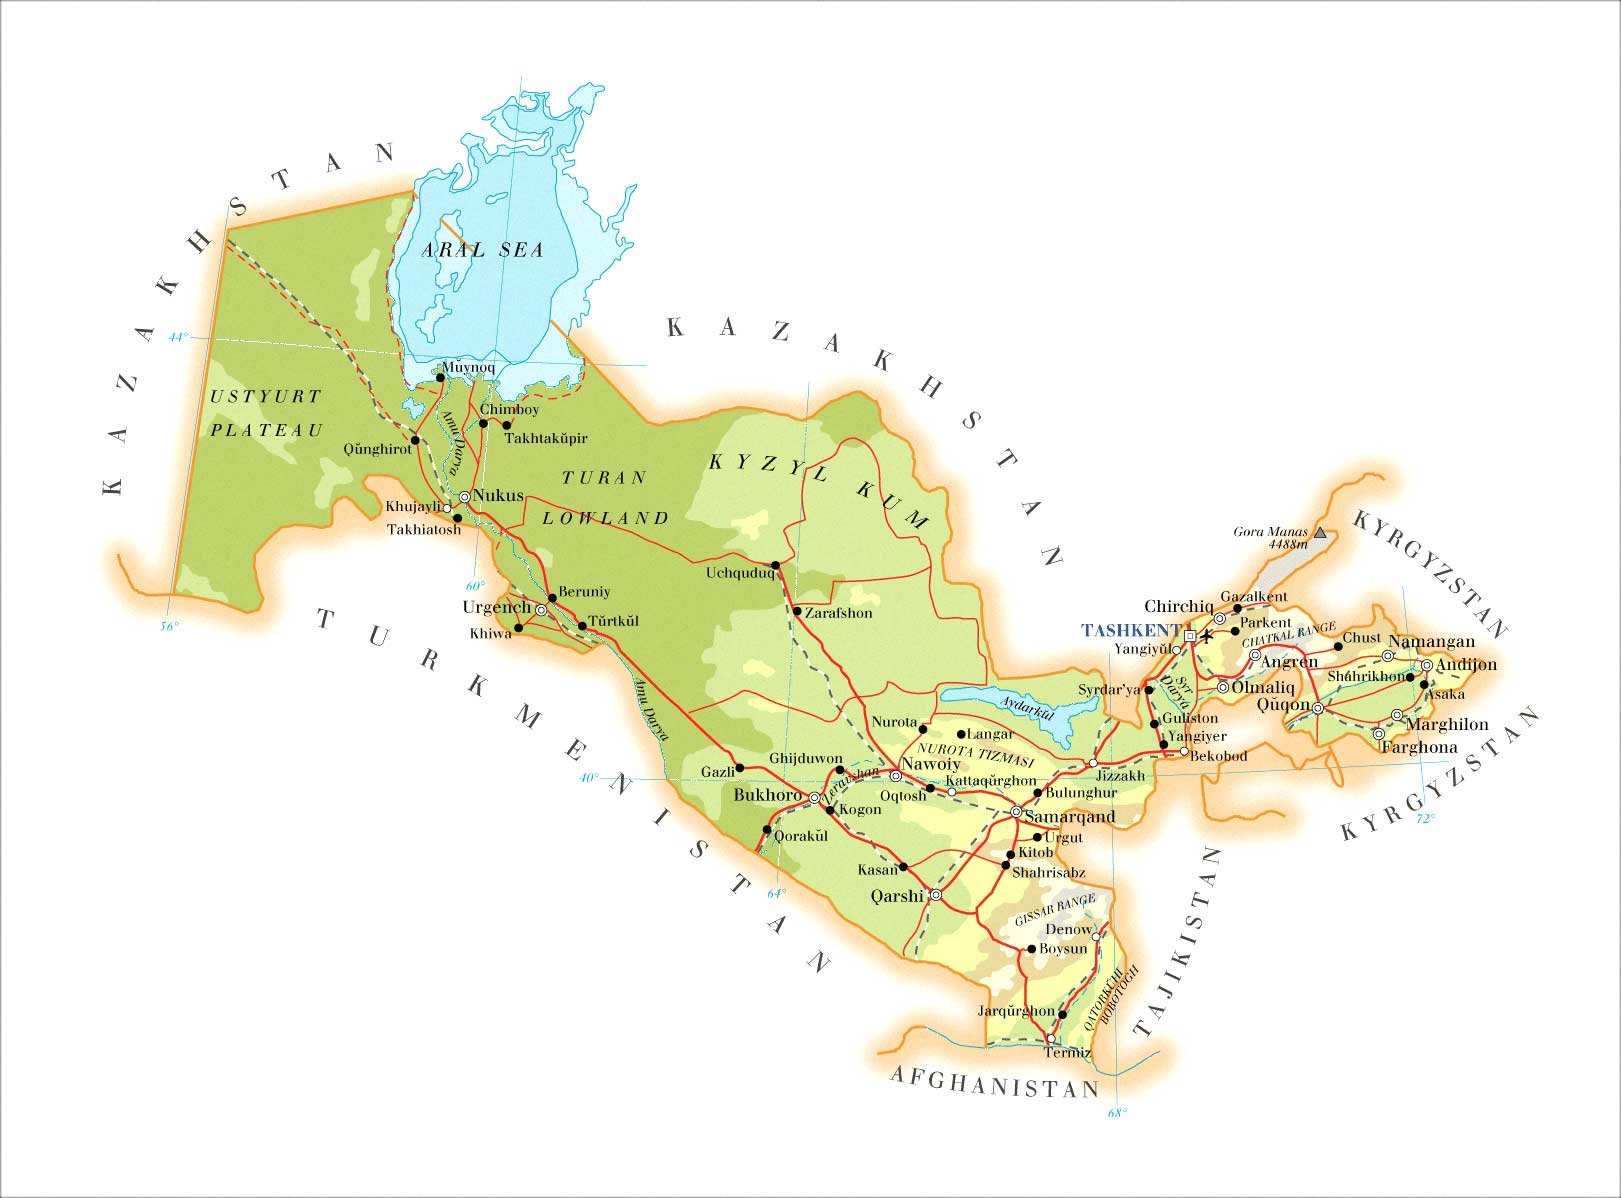 KAZAKHSTAN
ARAL SEA
44°
KAZAKHSTAN
Mŭynoq
USTYURT
PLATEAU
Chimboy
Takhtakŭpir
Amu Darya
Qŭnghirot
TURAN
LOWLAND
KYZYL KUM
Nukus
Khujayli
Takhiatosh
Gora Manas
4488m
KYRGYZSTAN
60°
56°
Uchquduq
Beruniy
Urgench
Tŭrtkŭl
Khiwa
Zarafshon
TURKMENISTAN
Gazalkent
Chirchiq
Parkent
TASHKENT
CHATKAL RANGE
Yangiyŭl
Chust
Namangan
Angren
Andijon
Shahrikhon
Asaka
Syrdar'ya
Syr Darya
Olmaliq
Qŭqon
Marghilon
Farghona
Guliston
Yangiyer
Bekobod
Amu Darya
Aydarkŭl
Nurota
Langar
NUROTA TIZMASI
Ghijduwon
Nawoiy
Gazli
40°
Zeravshan
Kattaqŭrghon
Jizzakh
Bukhoro
Oqtosh
Bulunghur
Kogon
Samarqand
KYRGYZSTAN
72°
Qorakŭl
Urgut
Kitob
Kasan
Shahrisabz
64°
Qarshi
GISSAR RANGE
Denow
Boysun
TAJIKISTAN
QATORKŬHI
BOBOTOGH
Jarqŭrghon
Termiz
AFGHANISTAN
68°